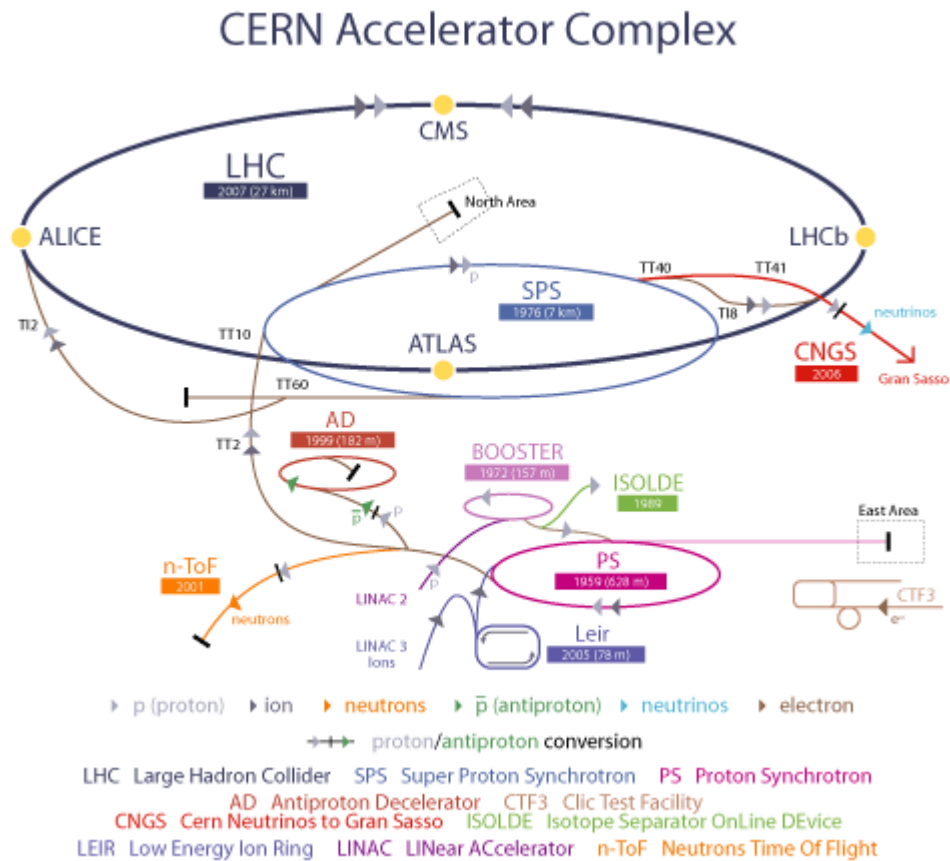 CERN Accelerator Complex
CMS
LHC
2007 (27 km)
North Area
ALICE
LHCb
TT40
TT41
p
SPS
1976 (7 km)
TI8
neutrinos
TI2
TT10
ATLAS
CNGS
2006
Gran Sasso
TT60
AD
1999 (182 m)
TT2
BOOSTER
1972 (157 m)
ISOLDE
1989
p̅
p
East Area
n-ToF
2001
PS
1959 (628 m)
p
LINAC 2
neutrons
CTF3
e⁻
LINAC 3
Ions
Leir
2005 (78 m)
p (proton) ion neutrons p̅ (antiproton) neutrinos electron
proton/antiproton conversion
LHC Large Hadron Collider SPS Super Proton Synchrotron PS Proton Synchrotron
AD Antiproton Decelerator CTF3 Clic Test Facility
CNGS Cern Neutrinos to Gran Sasso ISOLDE Isotope Separator OnLine DEvice
LEIR Low Energy Ion Ring LINAC LINear ACcelerator n-ToF Neutrons Time Of Flight